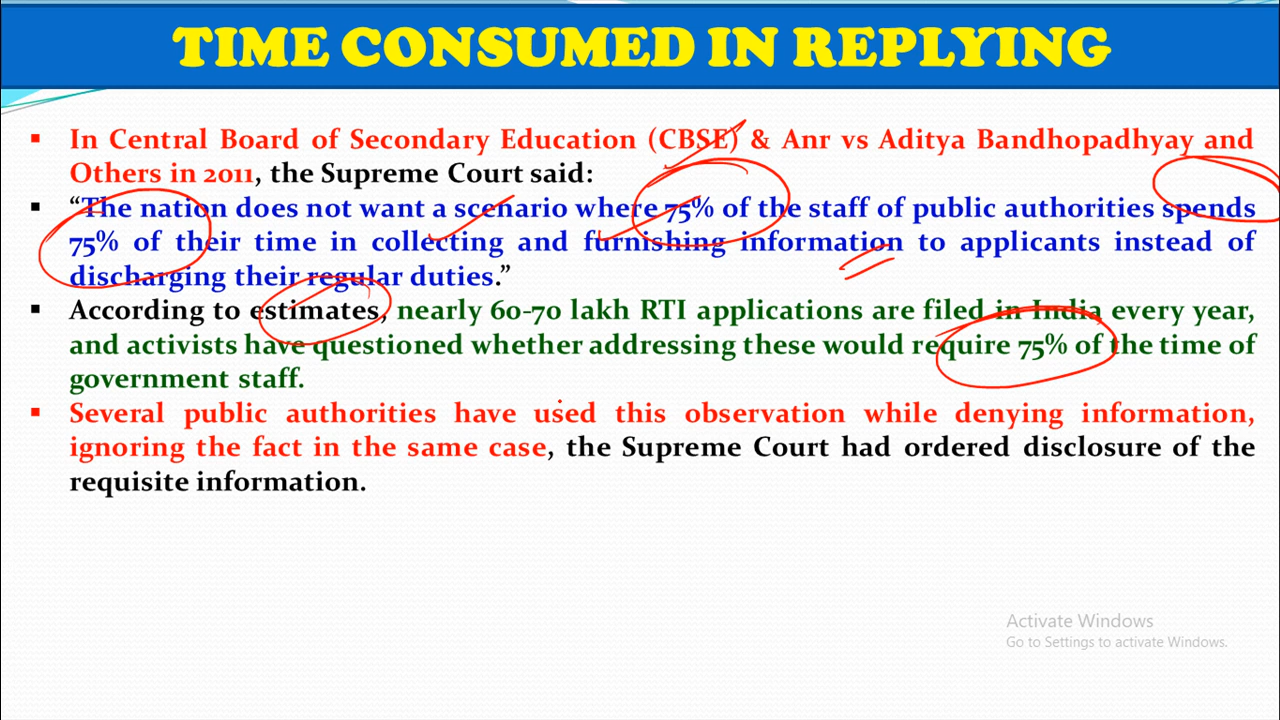 TIME CONSUMED IN REPLYING
▪ In Central Board of Secondary Education (CBSE) & Anr vs Aditya Bandhopadhyay and
Others in 2011, the Supreme Court said:
▪ “The nation does not want a scenario where 75% of the staff of public authorities spends
75% of their time in collecting and furnishing information to applicants instead of
discharging their regular duties.”
▪ According to estimates, nearly 60-70 lakh RTI applications are filed in India every year,
and activists have questioned whether addressing these would require 75% of the time of
government staff.
▪ Several public authorities have used this observation while denying information,
ignoring the fact in the same case, the Supreme Court had ordered disclosure of the
requisite information.
Activate Windows
Go to Settings to activate Windows.